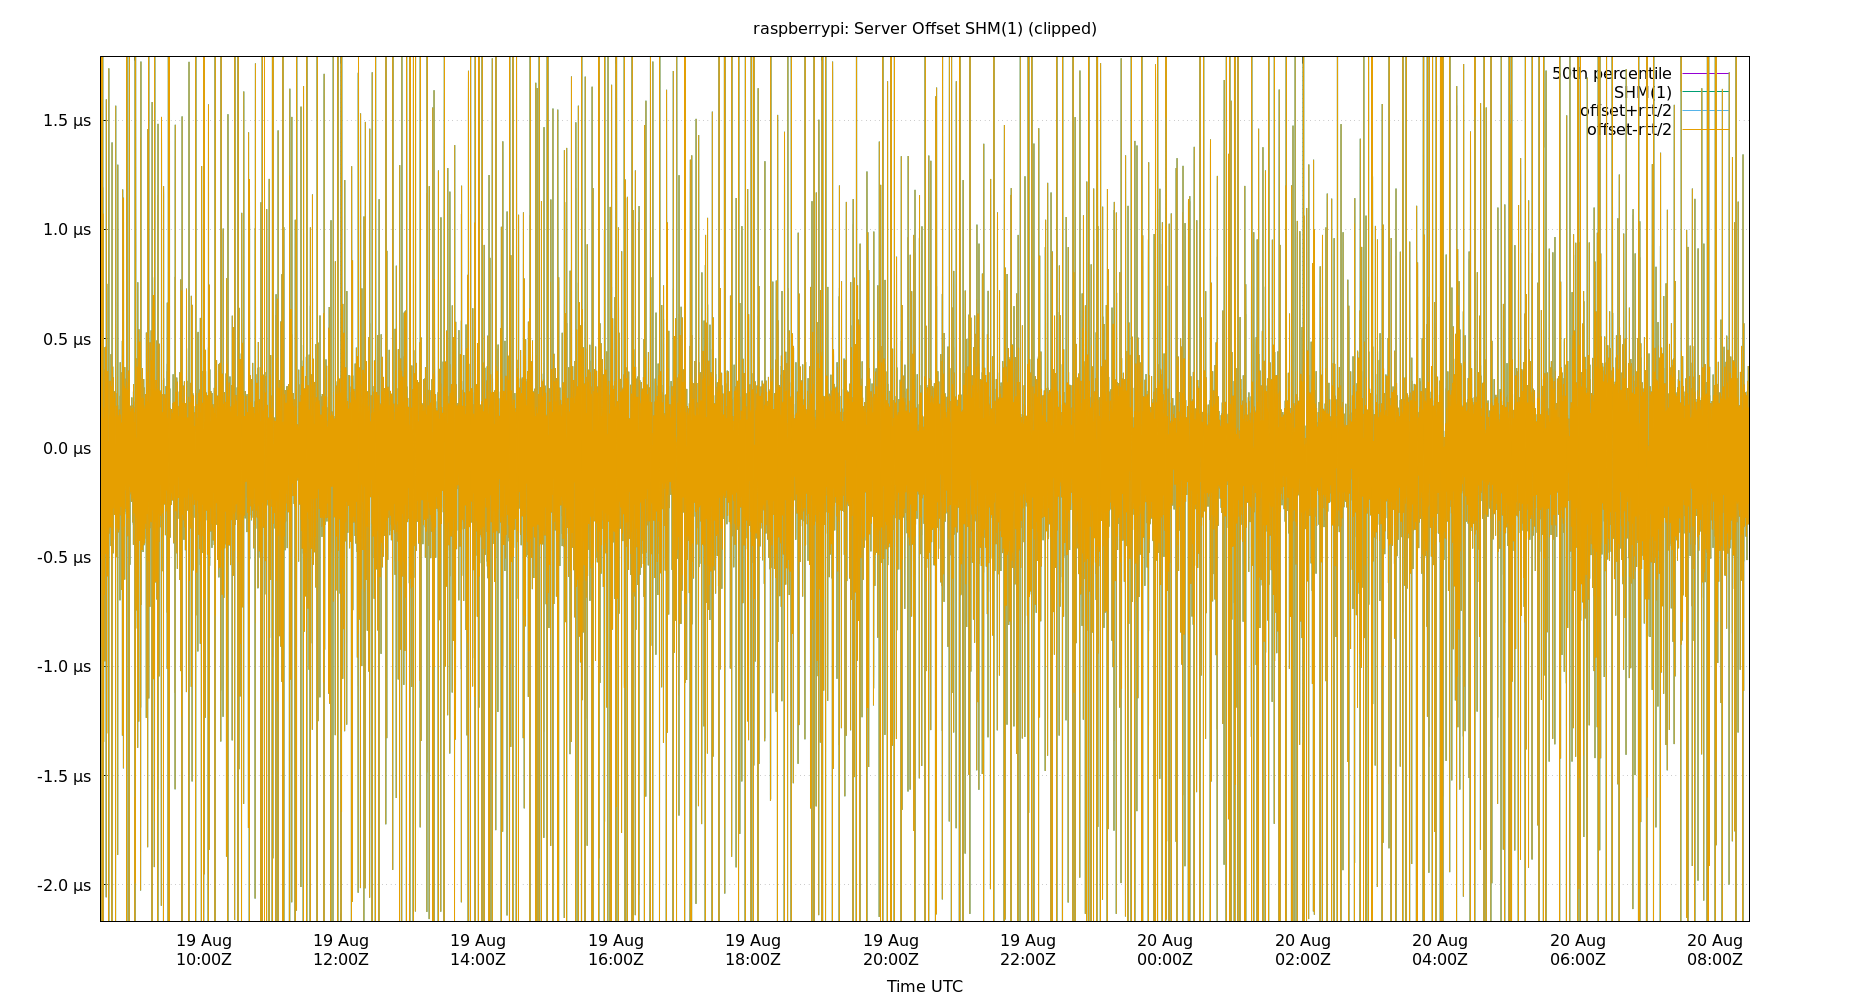 raspberrypi: Server Offset SHM(1) (clipped)
50th percentile
SHM(1)
offset+rtt/2
offset-rtt/2
1.5 µs
1.0 µs
0.5 µs
0.0 µs
-0.5 µs
-1.0 µs
-1.5 µs
-2.0 µs
19 Aug 19 Aug 19 Aug 19 Aug 19 Aug 19 Aug 19 Aug 20 Aug 20 Aug 20 Aug 20 Aug 20 Aug
10:00Z 12:00Z 14:00Z 16:00Z 18:00Z 20:00Z 22:00Z 00:00Z 02:00Z 04:00Z 06:00Z 08:00Z
Time UTC